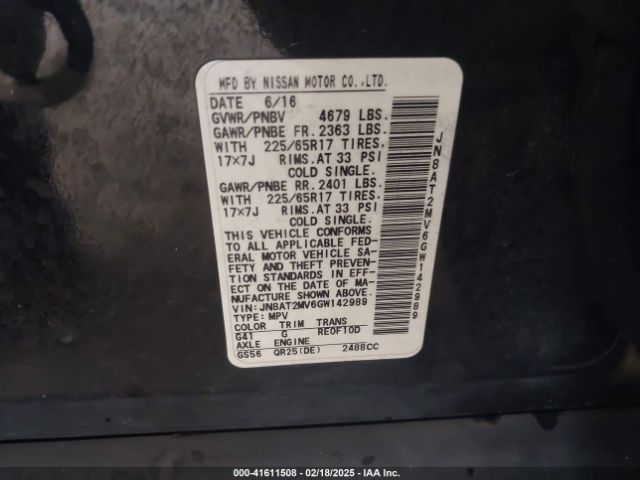 MFD BY NISSAN MOTOR CO.,LTD.
DATE 6/16
GVWR/PNBV 4679 LBS.
GAWR/PNBE FR. 2363 LBS.
WITH 225/65R17 TIRES,
17×7J RIMS.AT 33 PSI
COLD SINGLE.
GAWR/PNBE RR. 2401 LBS.
WITH 225/65R17 TIRES,
17×7J RIMS.AT 33 PSI
COLD SINGLE.
THIS VEHICLE CONFORMS
TO ALL APPLICABLE FED-
ERAL MOTOR VEHICLE SA-
FETY AND THEFT PREVEN-
TION STANDARDS IN EFF-
ECT ON THE DATE OF MA-
NUFACTURE SHOWN ABOVE.
VIN:JN8AT2MV6GW142989
TYPE:MPV
COLOR TRIM TRANS
G41 G RE0F10D
AXLE ENGINE
GS56 QR25(DE) 2488CC
JN8AT2MV6GW142989
000-41611508 - 02/18/2025 - IAA Inc.